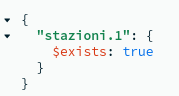 {
"stazioni.1": {
$exists: true
}
}